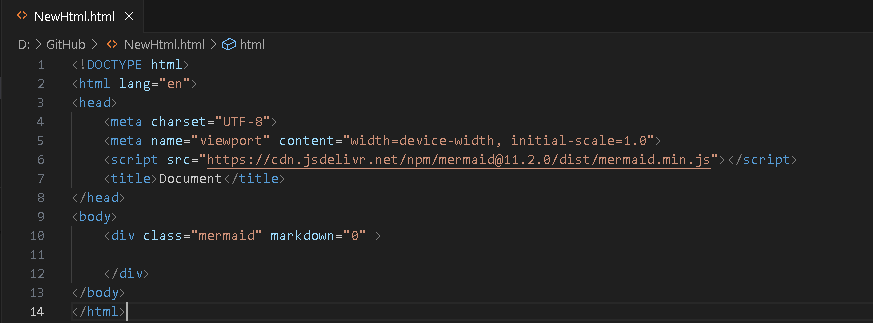 NewHtml.html
D: > GitHub > NewHtml.html > html
1 <!DOCTYPE html>
2 <html lang="en">
3 <head>
4 <meta charset="UTF-8">
5 <meta name="viewport" content="width=device-width, initial-scale=1.0">
6 <script src="https://cdn.jsdelivr.net/npm/mermaid@11.2.0/dist/mermaid.min.js"></script>
7 <title>Document</title>
8 </head>
9 <body>
10 <div class="mermaid" markdown="0" >
11
12 </div>
13 </body>
14 </html>